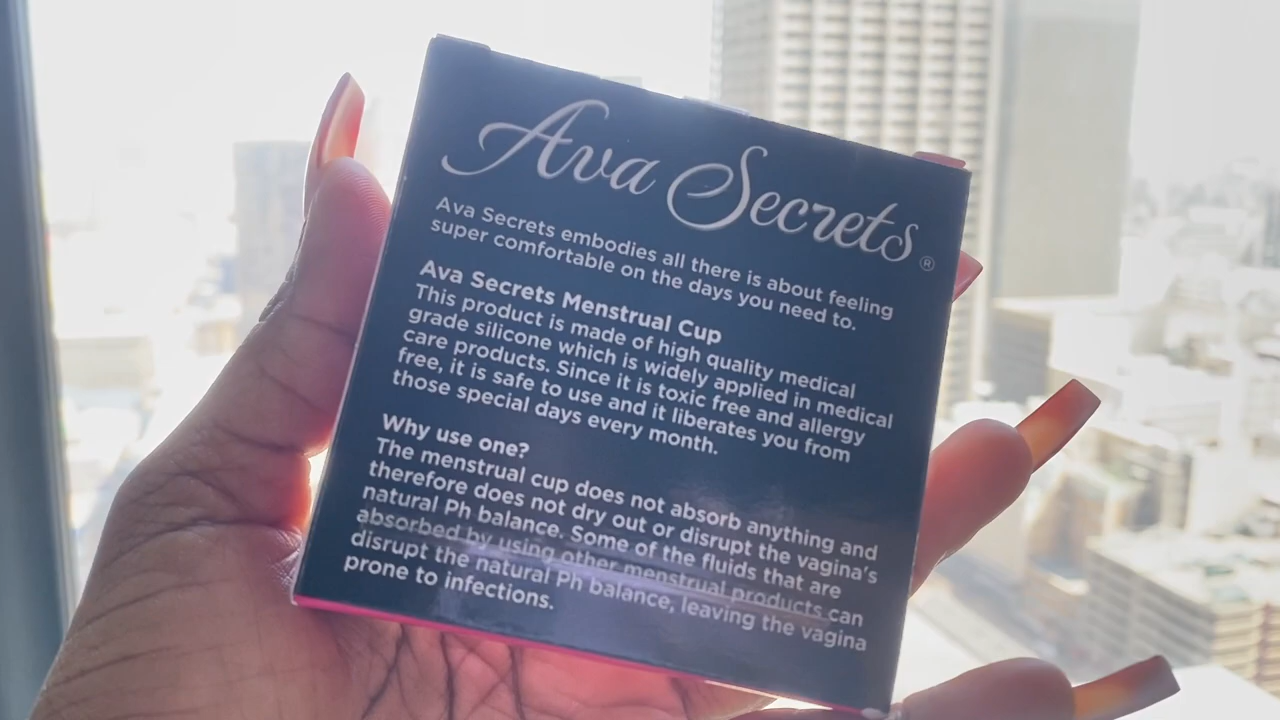 Ava Secrets®
Ava Secrets embodies all there is about feeling
super comfortable on the days you need to.
Ava Secrets Menstrual Cup
This product is made of high quality medical
grade silicone which is widely applied in medical
care products. Since it is toxic free and allergy
free, it is safe to use and it liberates you from
those special days every month.
Why use one?
The menstrual cup does not absorb anything and
therefore does not dry out or disrupt the vagina's
natural Ph balance. Some of the fluids that are
absorbed by using other menstrual products can
disrupt the natural Ph balance, leaving the vagina
prone to infections.